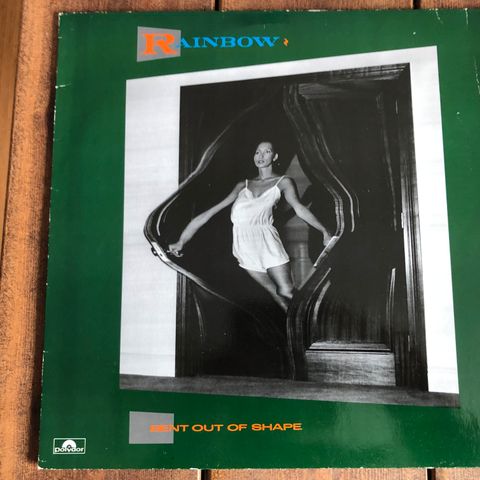 RAINBOW
BENT OUT OF SHAPE
Polydor